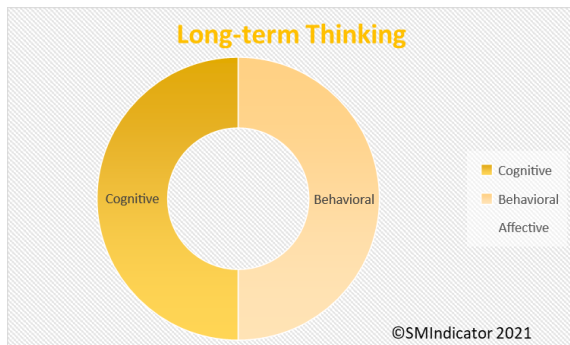 Long-term Thinking
Cognitive
Behavioral
Cognitive
Behavioral
Affective
©SMIndicator 2021